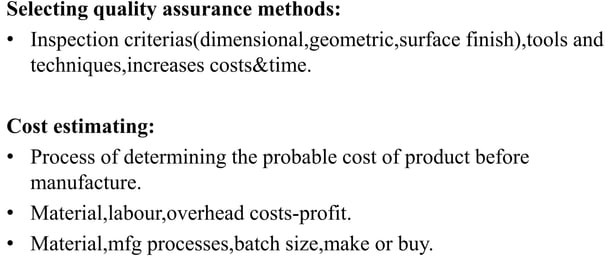 Selecting quality assurance methods:
• Inspection criterias(dimensional,geometric,surface finish),tools and
techniques,increases costs&time.
Cost estimating:
• Process of determining the probable cost of product before
manufacture.
• Material,labour,overhead costs-profit.
• Material,mfg processes,batch size,make or buy.